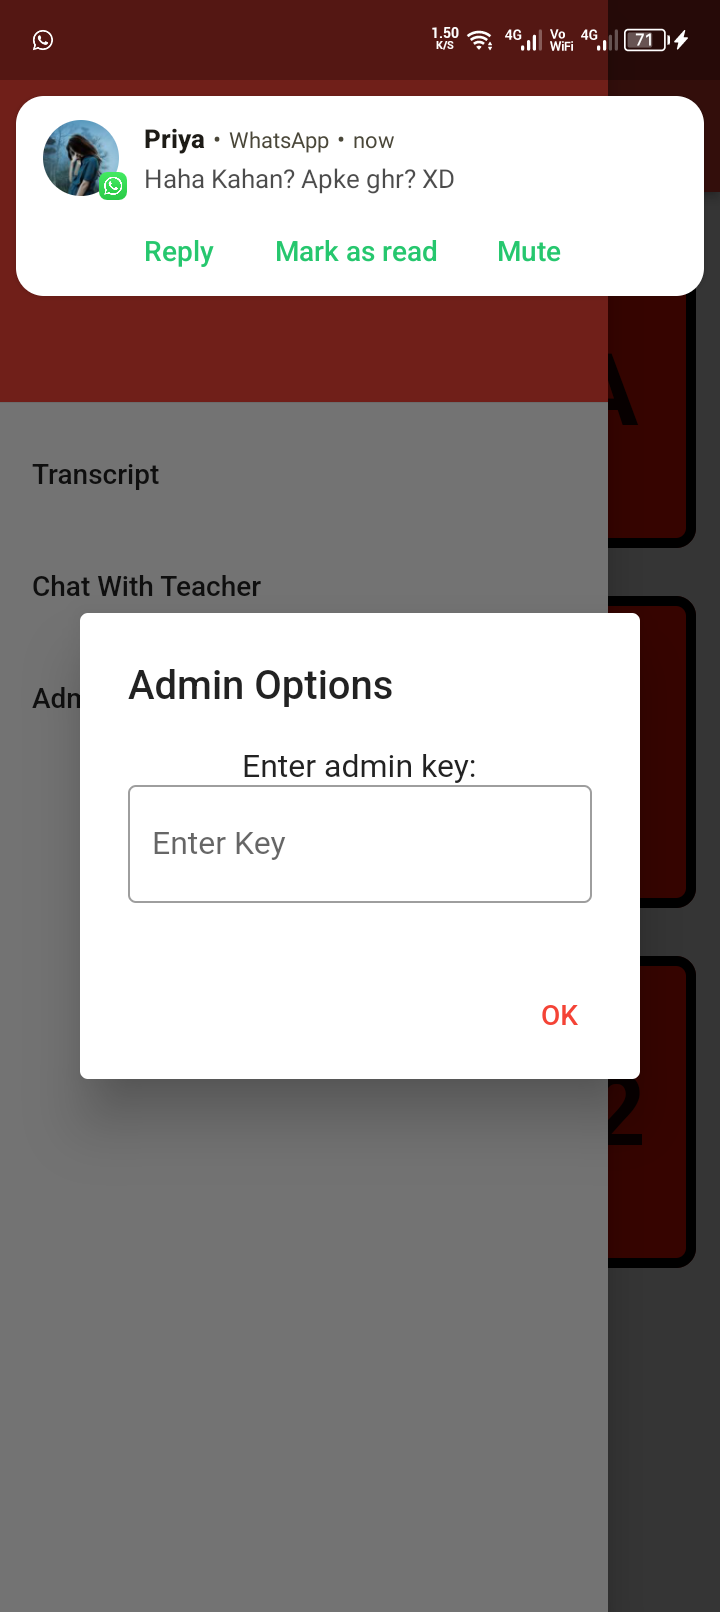 1.50 K/S 4G Vo WiFi 4G 71
Priya • WhatsApp • now
Haha Kahan? Apke ghr? XD
Reply Mark as read Mute
A
Transcript
Chat With Teacher
Adm
Admin Options
Enter admin key:
Enter Key
OK
2